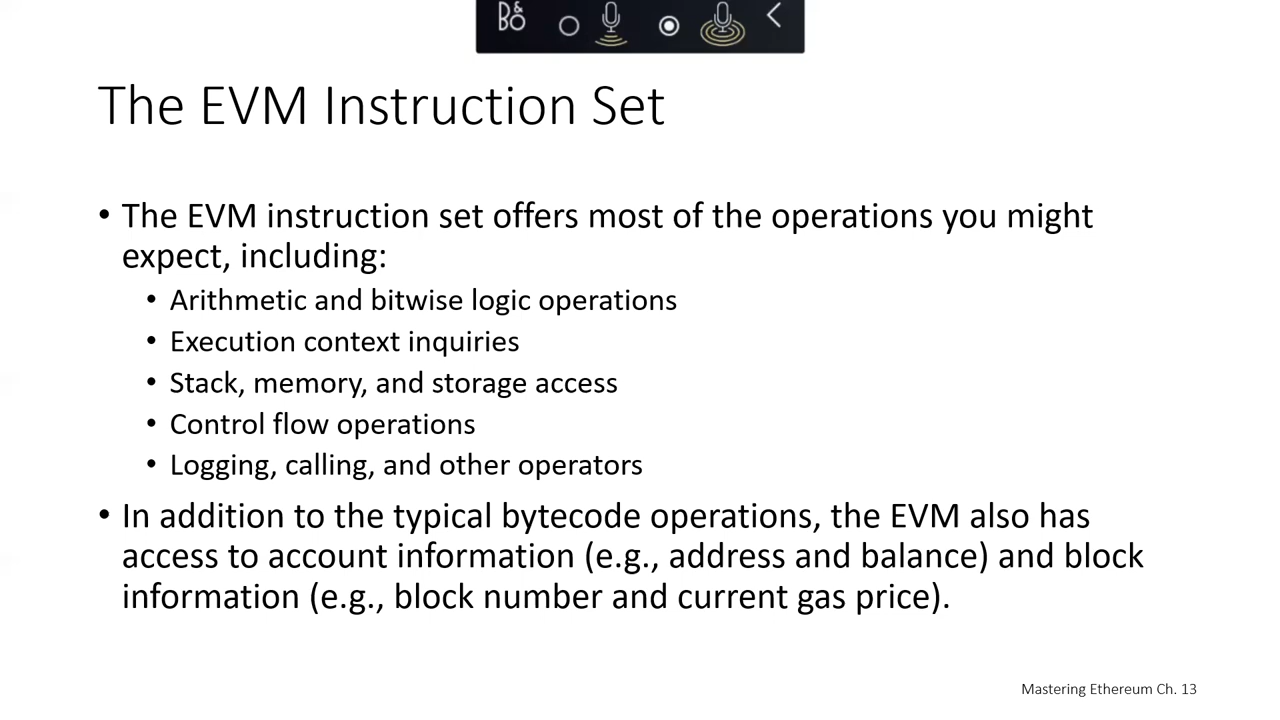 B&O
The EVM Instruction Set
• The EVM instruction set offers most of the operations you might
expect, including:
• Arithmetic and bitwise logic operations
• Execution context inquiries
• Stack, memory, and storage access
• Control flow operations
• Logging, calling, and other operators
• In addition to the typical bytecode operations, the EVM also has
access to account information (e.g., address and balance) and block
information (e.g., block number and current gas price).
Mastering Ethereum Ch. 13